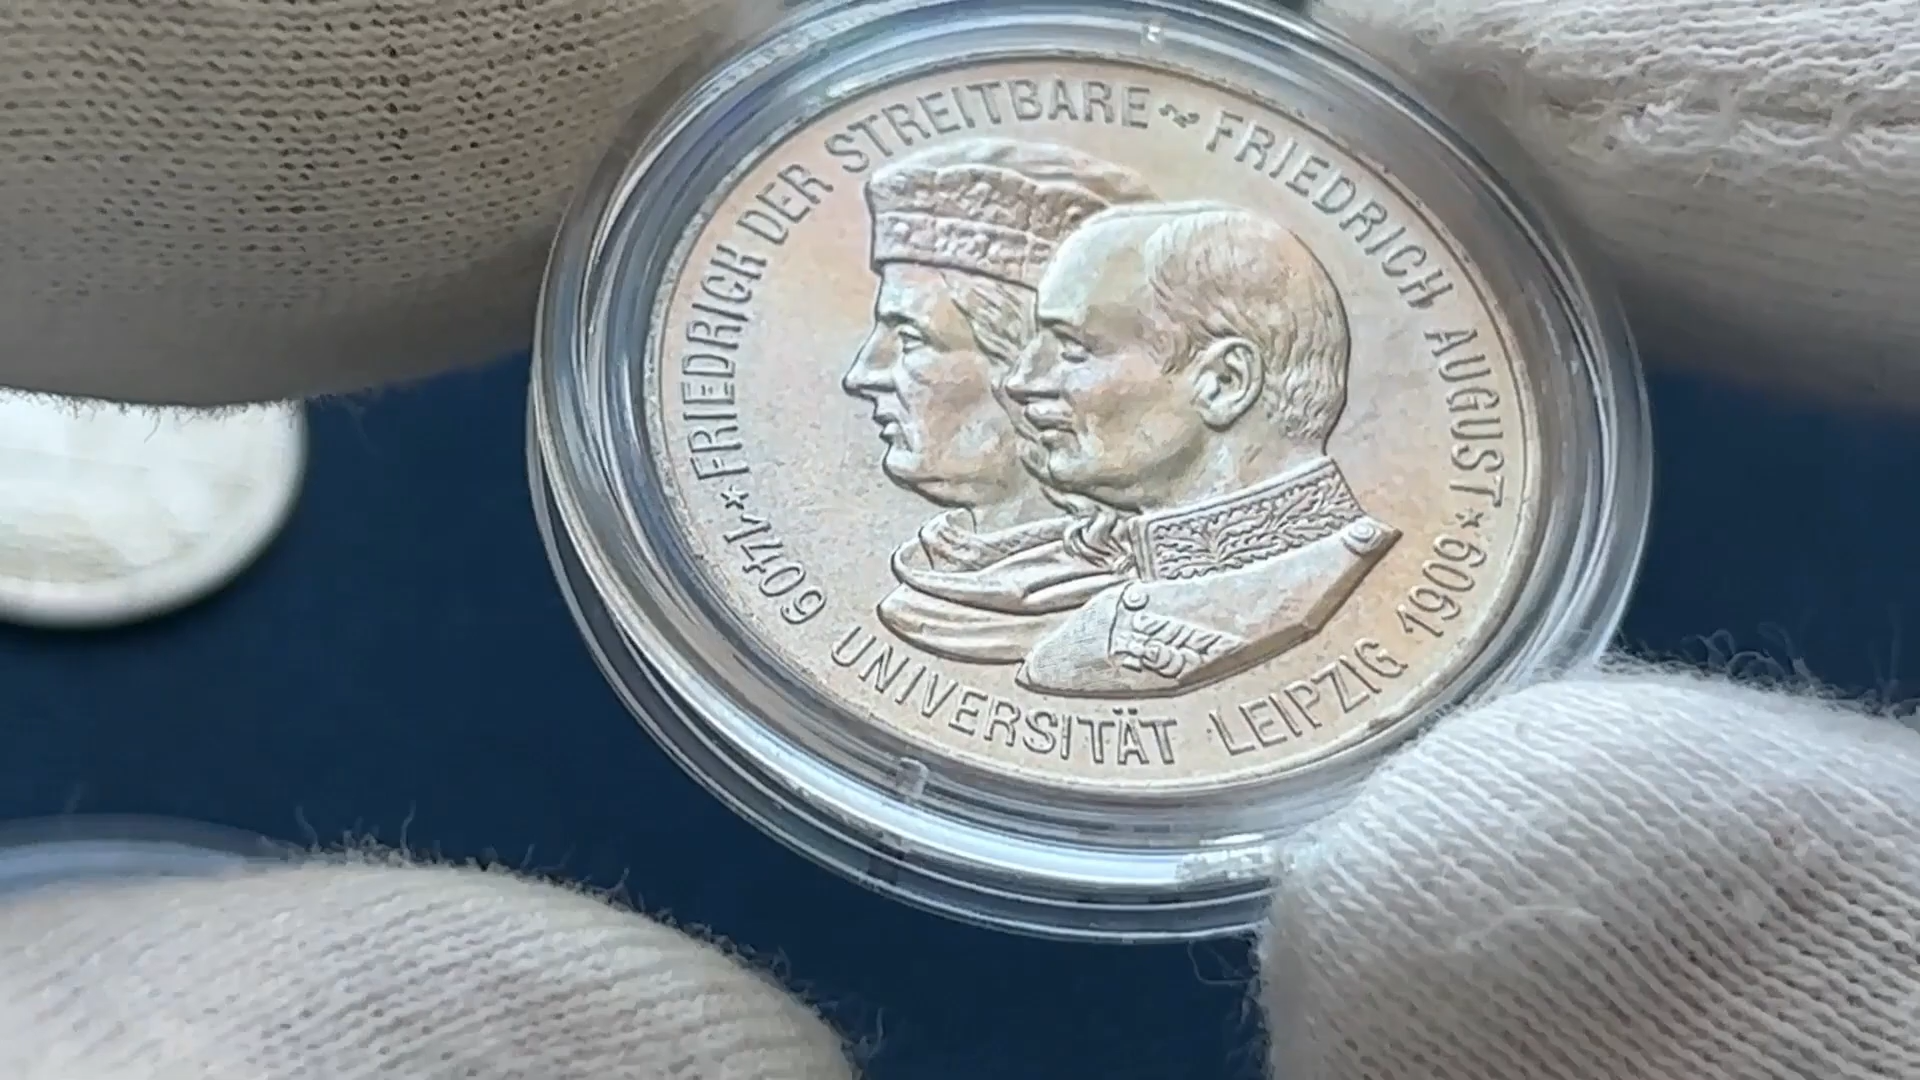 ★ FRIEDRICH DER STREITBARE ~ FRIEDRICH AUGUST ★
1409 UNIVERSITÄT LEIPZIG 1909